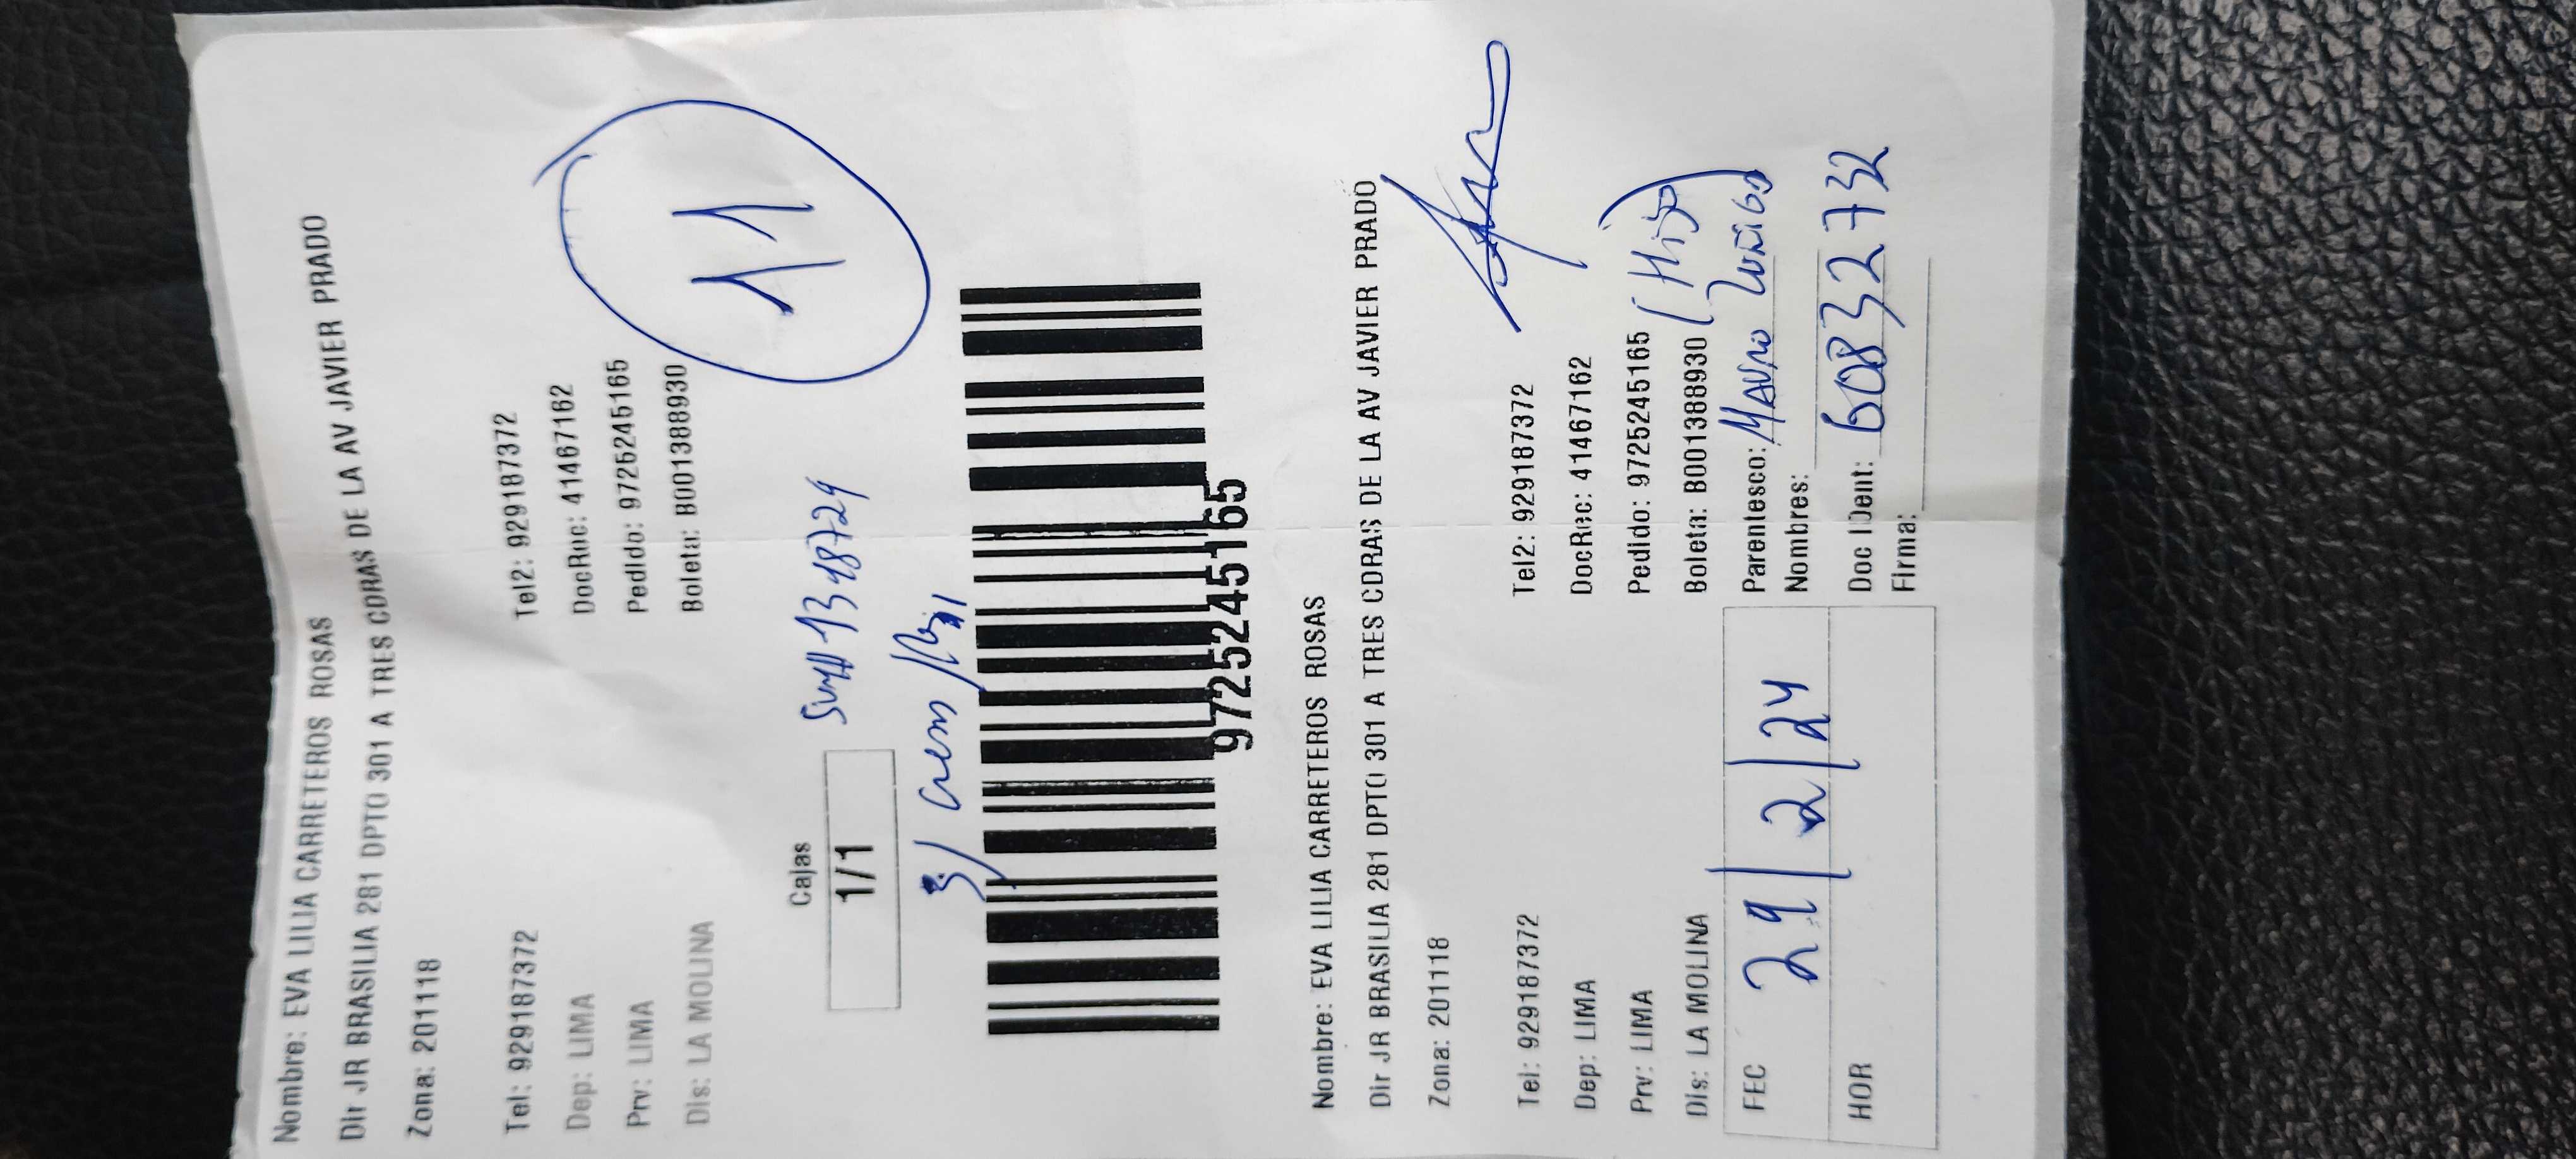 Nombre: EVA LILIA CARRETEROS ROSAS
Dir JR BRASILIA 281 DPTO 301 A TRES CDRAS DE LA AV JAVIER PRADO
Zona: 201118
Tel: 929187372 Tel2: 929187372
Dep: LIMA DocRuc: 41467162
Prv: LIMA Pedido: 9725245165
Dis: LA MOLINA Boleta: B001388930
11
Cajas
1/1
9725245165
Nombre: EVA LILIA CARRETEROS ROSAS
Dir JR BRASILIA 281 DPTO 301 A TRES CDRAS DE LA AV JAVIER PRADO
Zona: 201118
Tel: 929187372 Tel2: 929187372
Dep: LIMA DocRuc: 41467162
Prv: LIMA Pedido: 9725245165
Dis: LA MOLINA Boleta: B001388930 (Hijo)
FEC 29/2/24 Parentesco: Mauro Zuñiga
Nombres:
HOR Doc IDent: 60832732
Firma: